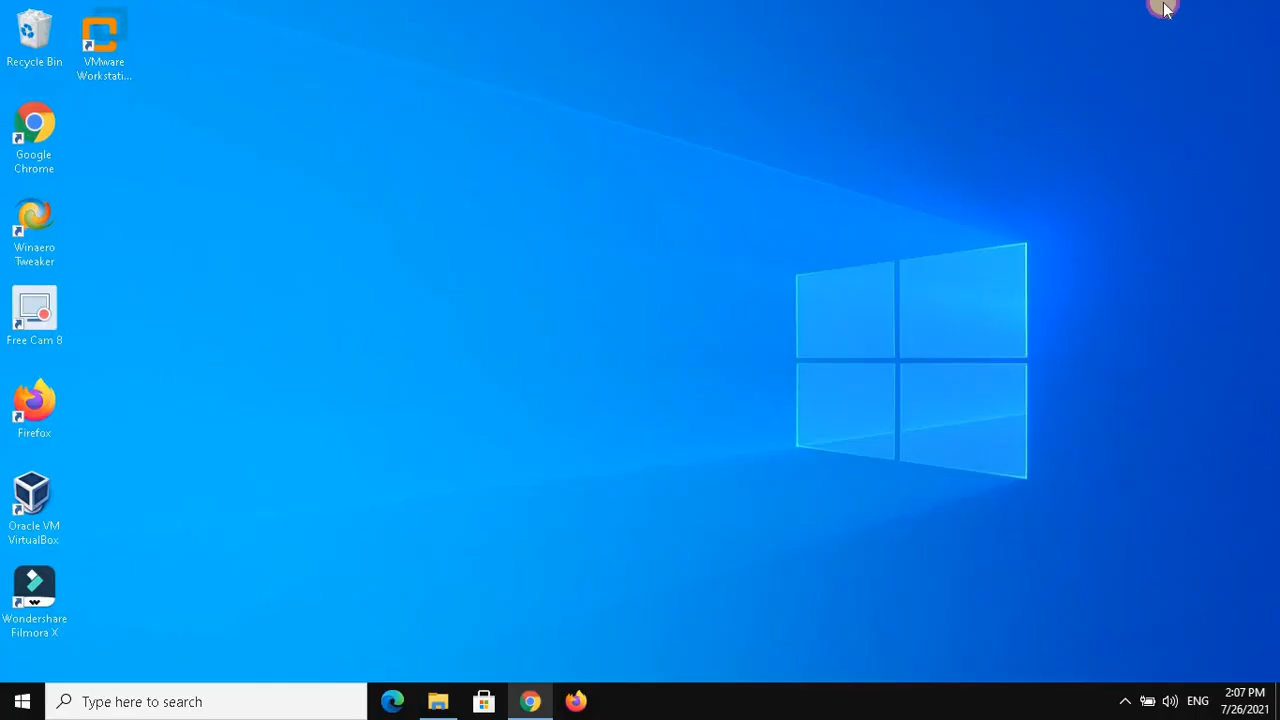 Recycle Bin
VMware
Workstati...
Google
Chrome
Winaero
Tweaker
Free Cam 8
Firefox
Oracle VM
VirtualBox
Wondershare
Filmora X
Type here to search
ENG
2:07 PM
7/26/2021